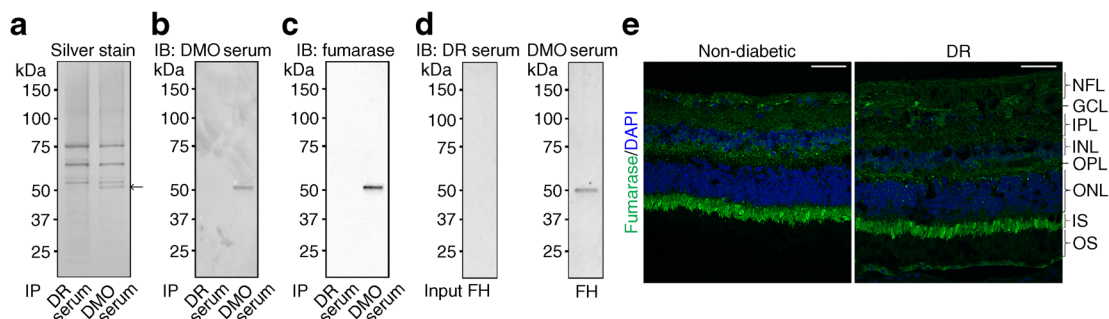 a
Silver stain
kDa
150
100
75
50
37
25
IP
DR serum
DMO serum
b
IB: DMO serum
kDa
150
100
75
50
37
25
IP
DR serum
DMO serum
c
IB: fumarase
kDa
150
100
75
50
37
25
IP
DR serum
DMO serum
d
IB: DR serum
kDa
150
100
75
50
37
25
Input FH
DMO serum
kDa
150
100
75
50
37
25
FH
e
Non-diabetic
DR
Fumarase/DAPI
NFL
GCL
IPL
INL
OPL
ONL
IS
OS